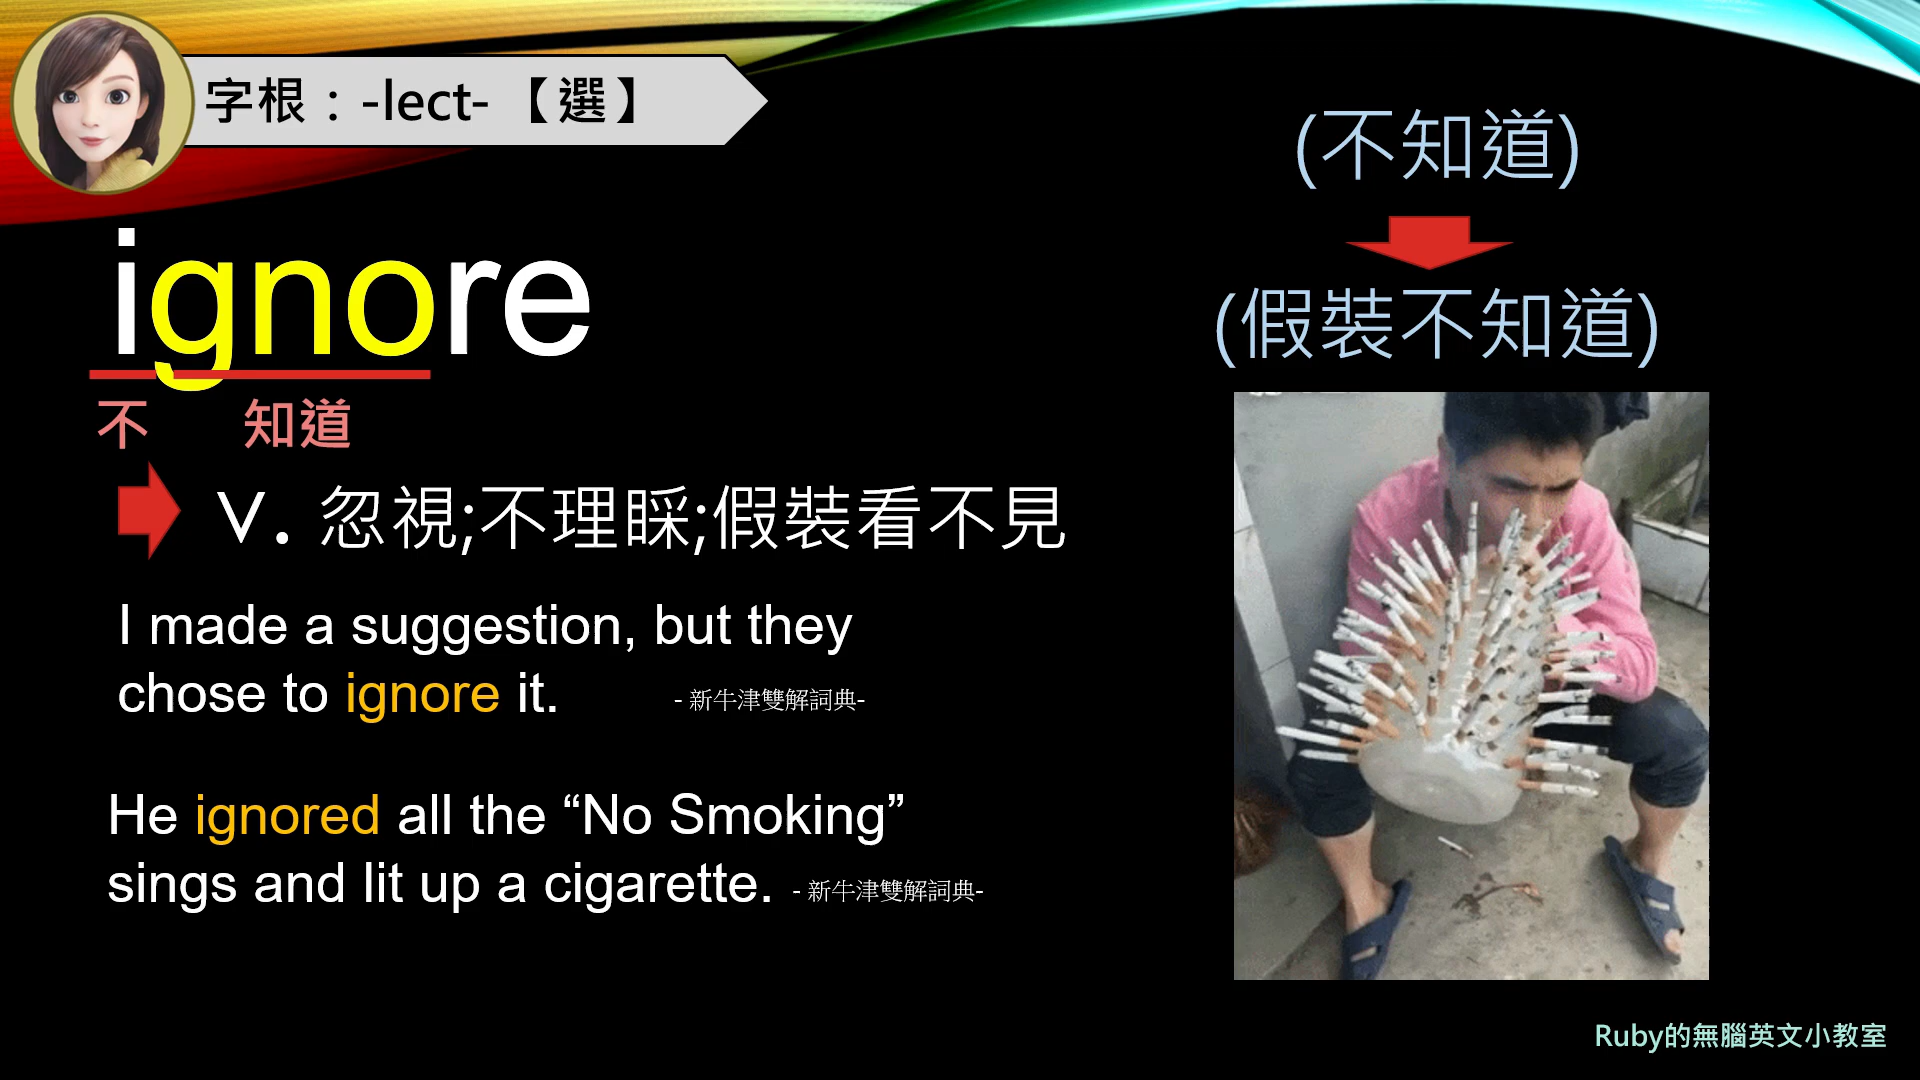 字根：-lect-【選】
ignore
不 知道
v. 忽視;不理睬;假裝看不見
I made a suggestion, but they
chose to ignore it. - 新牛津雙解詞典-
He ignored all the “No Smoking”
sings and lit up a cigarette. - 新牛津雙解詞典-
(不知道)
(假裝不知道)
Ruby的無腦英文小教室